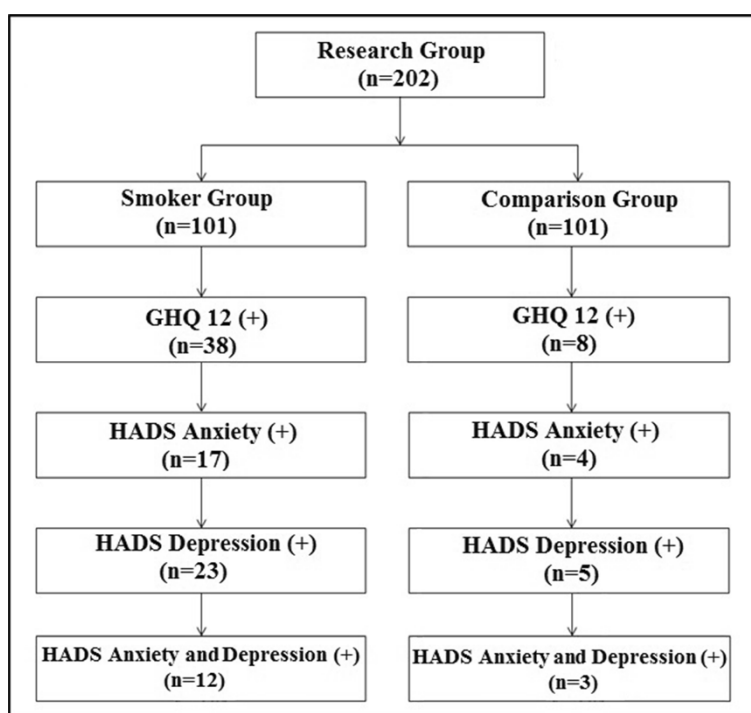 Research Group
(n=202)
Smoker Group
(n=101)
GHQ 12 (+)
(n=38)
HADS Anxiety (+)
(n=17)
HADS Depression (+)
(n=23)
HADS Anxiety and Depression (+)
(n=12)
Comparison Group
(n=101)
GHQ 12 (+)
(n=8)
HADS Anxiety (+)
(n=4)
HADS Depression (+)
(n=5)
HADS Anxiety and Depression (+)
(n=3)